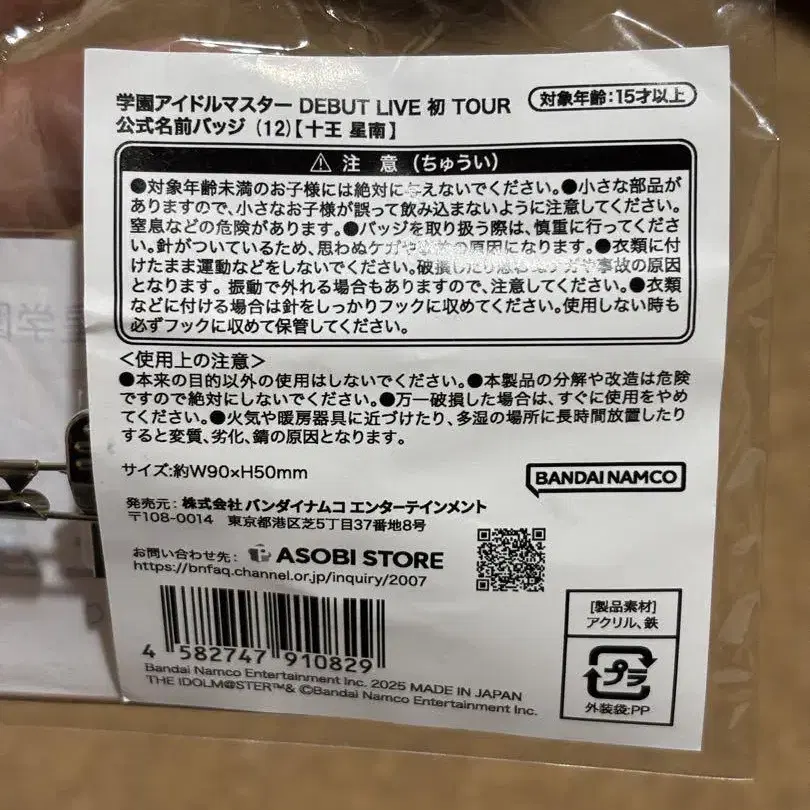 学園アイドルマスター DEBUT LIVE 初 TOUR
対象年齢:15才以上
公式名前バッジ (12)【十王 星南】
⚠ 注 意 (ちゅうい)
●対象年齢未満のお子様には絶対に与えないでください。●小さな部品が
ありますので、小さなお子様が誤って飲み込まないように注意してください。
窒息などの危険があります。●バッジを取り扱う際は、慎重に行ってくださ
い。針がついているため、思わぬケガや事故の原因になります。●衣類に付
けたまま運動などをしないでください。破損したり思わぬケガや事故の原因
となります。振動で外れる場合もありますので、注意してください。●衣類
などに付ける場合は針をしっかりフックに収めてください。使用しない時も
必ずフックに収めて保管してください。
<使用上の注意>
●本来の目的以外の使用はしないでください。●本製品の分解や改造は危険
ですので絶対にしないでください。●万一破損した場合は、すぐに使用をやめ
てください。●火気や暖房器具に近づけたり、多湿の場所に長時間放置したり
すると変質、劣化、錆の原因となります。
サイズ:約W90×H50mm
BANDAI NAMCO
発売元:株式会社 バンダイナムコ エンターテインメント
〒108-0014 東京都港区芝5丁目37番地8号
お問い合わせ先: ASOBI STORE
https://bnfaq.channel.or.jp/inquiry/2007
4 582747 910829
[製品素材]
アクリル、鉄
プラ
外装袋:PP
Bandai Namco Entertainment Inc. 2025 MADE IN JAPAN
THE IDOLM@STER™& ©Bandai Namco Entertainment Inc.